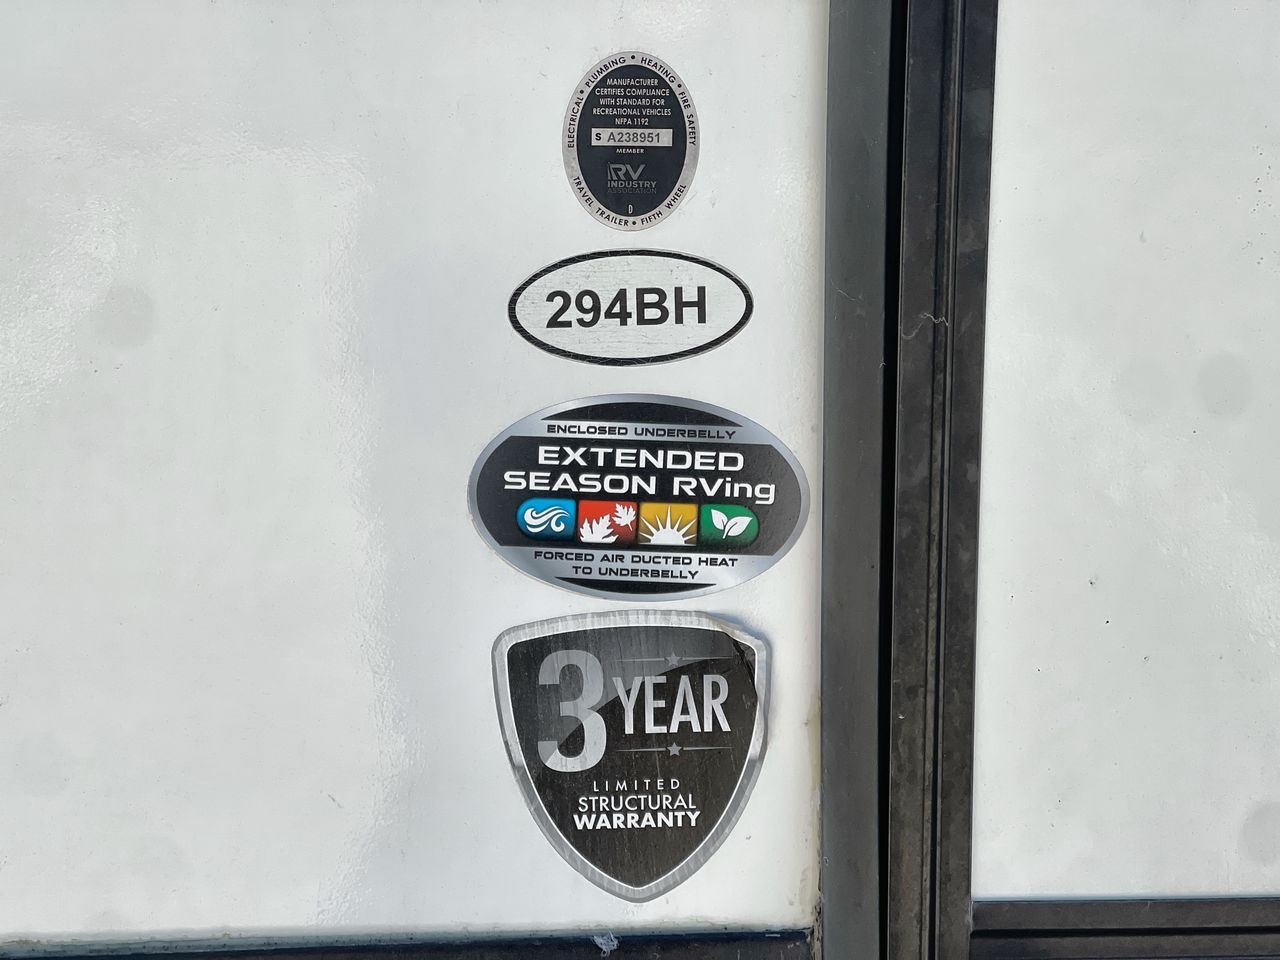 ELECTRICAL • PLUMBING • HEATING • FIRE SAFETY
MANUFACTURER
CERTIFIES COMPLIANCE
WITH STANDARD FOR
RECREATIONAL VEHICLES
NFPA 1192
S A238951
MEMBER
RV
INDUSTRY
ASSOCIATION
D
TRAVEL TRAILER • FIFTH WHEEL
294BH
ENCLOSED UNDERBELLY
EXTENDED
SEASON RVing
FORCED AIR DUCTED HEAT
TO UNDERBELLY
3 YEAR
LIMITED
STRUCTURAL
WARRANTY